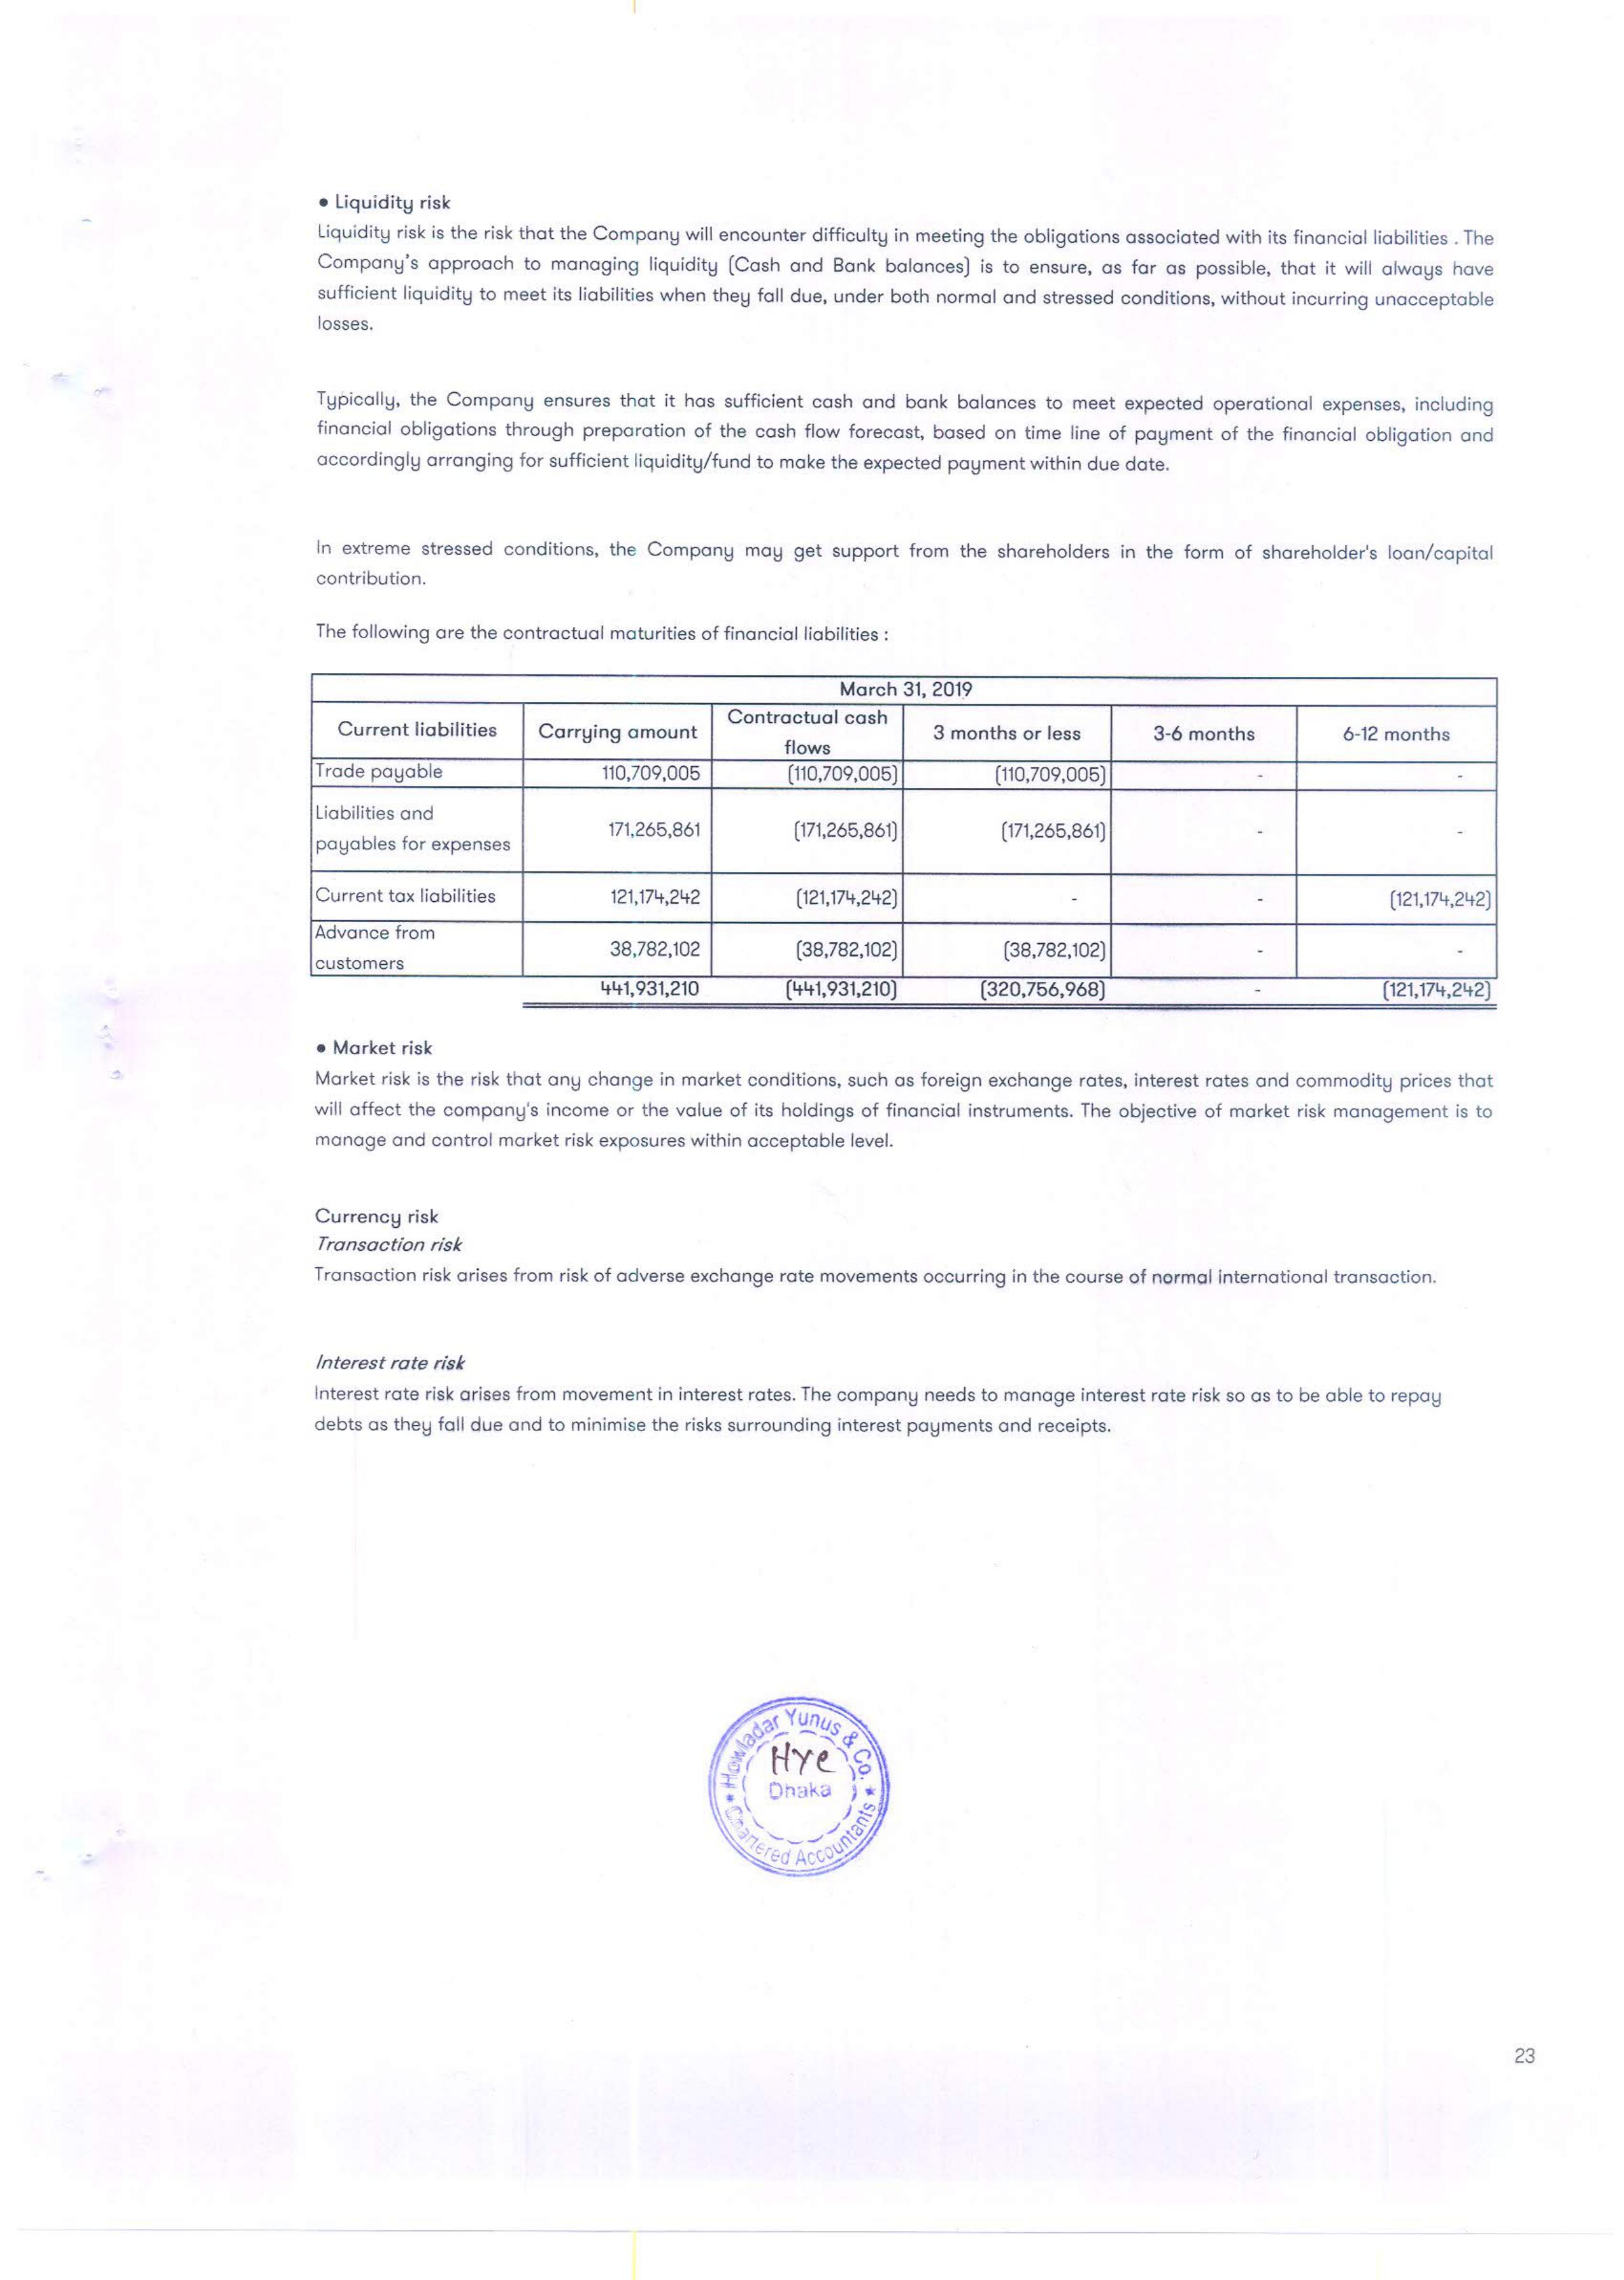 • Liquidity risk
Liquidity risk is the risk that the Company will encounter difficulty in meeting the obligations associated with its financial liabilities . The
Company's approach to managing liquidity (Cash and Bank balances) is to ensure, as far as possible, that it will always have
sufficient liquidity to meet its liabilities when they fall due, under both normal and stressed conditions, without incurring unacceptable
losses.
Typically, the Company ensures that it has sufficient cash and bank balances to meet expected operational expenses, including
financial obligations through preparation of the cash flow forecast, based on time line of payment of the financial obligation and
accordingly arranging for sufficient liquidity/fund to make the expected payment within due date.
In extreme stressed conditions, the Company may get support from the shareholders in the form of shareholder's loan/capital
contribution.
The following are the contractual maturities of financial liabilities :
March 31, 2019
Current liabilities Carrying amount Contractual cash flows 3 months or less 3-6 months 6-12 months
Trade payable 110,709,005 (110,709,005) (110,709,005) - -
Liabilities and
payables for expenses 171,265,861 (171,265,861) (171,265,861) - -
Current tax liabilities 121,174,242 (121,174,242) - - (121,174,242)
Advance from
customers 38,782,102 (38,782,102) (38,782,102) - -
441,931,210 (441,931,210) (320,756,968) - (121,174,242)
• Market risk
Market risk is the risk that any change in market conditions, such as foreign exchange rates, interest rates and commodity prices that
will affect the company's income or the value of its holdings of financial instruments. The objective of market risk management is to
manage and control market risk exposures within acceptable level.
Currency risk
Transaction risk
Transaction risk arises from risk of adverse exchange rate movements occurring in the course of normal international transaction.
Interest rate risk
Interest rate risk arises from movement in interest rates. The company needs to manage interest rate risk so as to be able to repay
debts as they fall due and to minimise the risks surrounding interest payments and receipts.
Howladar Yunus & Co.
Hye
Dhaka
* Chartered Accountants *
23